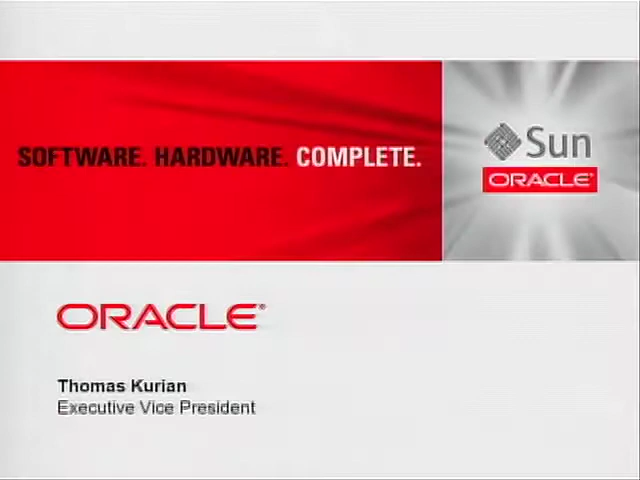 SOFTWARE. HARDWARE. COMPLETE.
Sun
ORACLE®
ORACLE®
Thomas Kurian
Executive Vice President